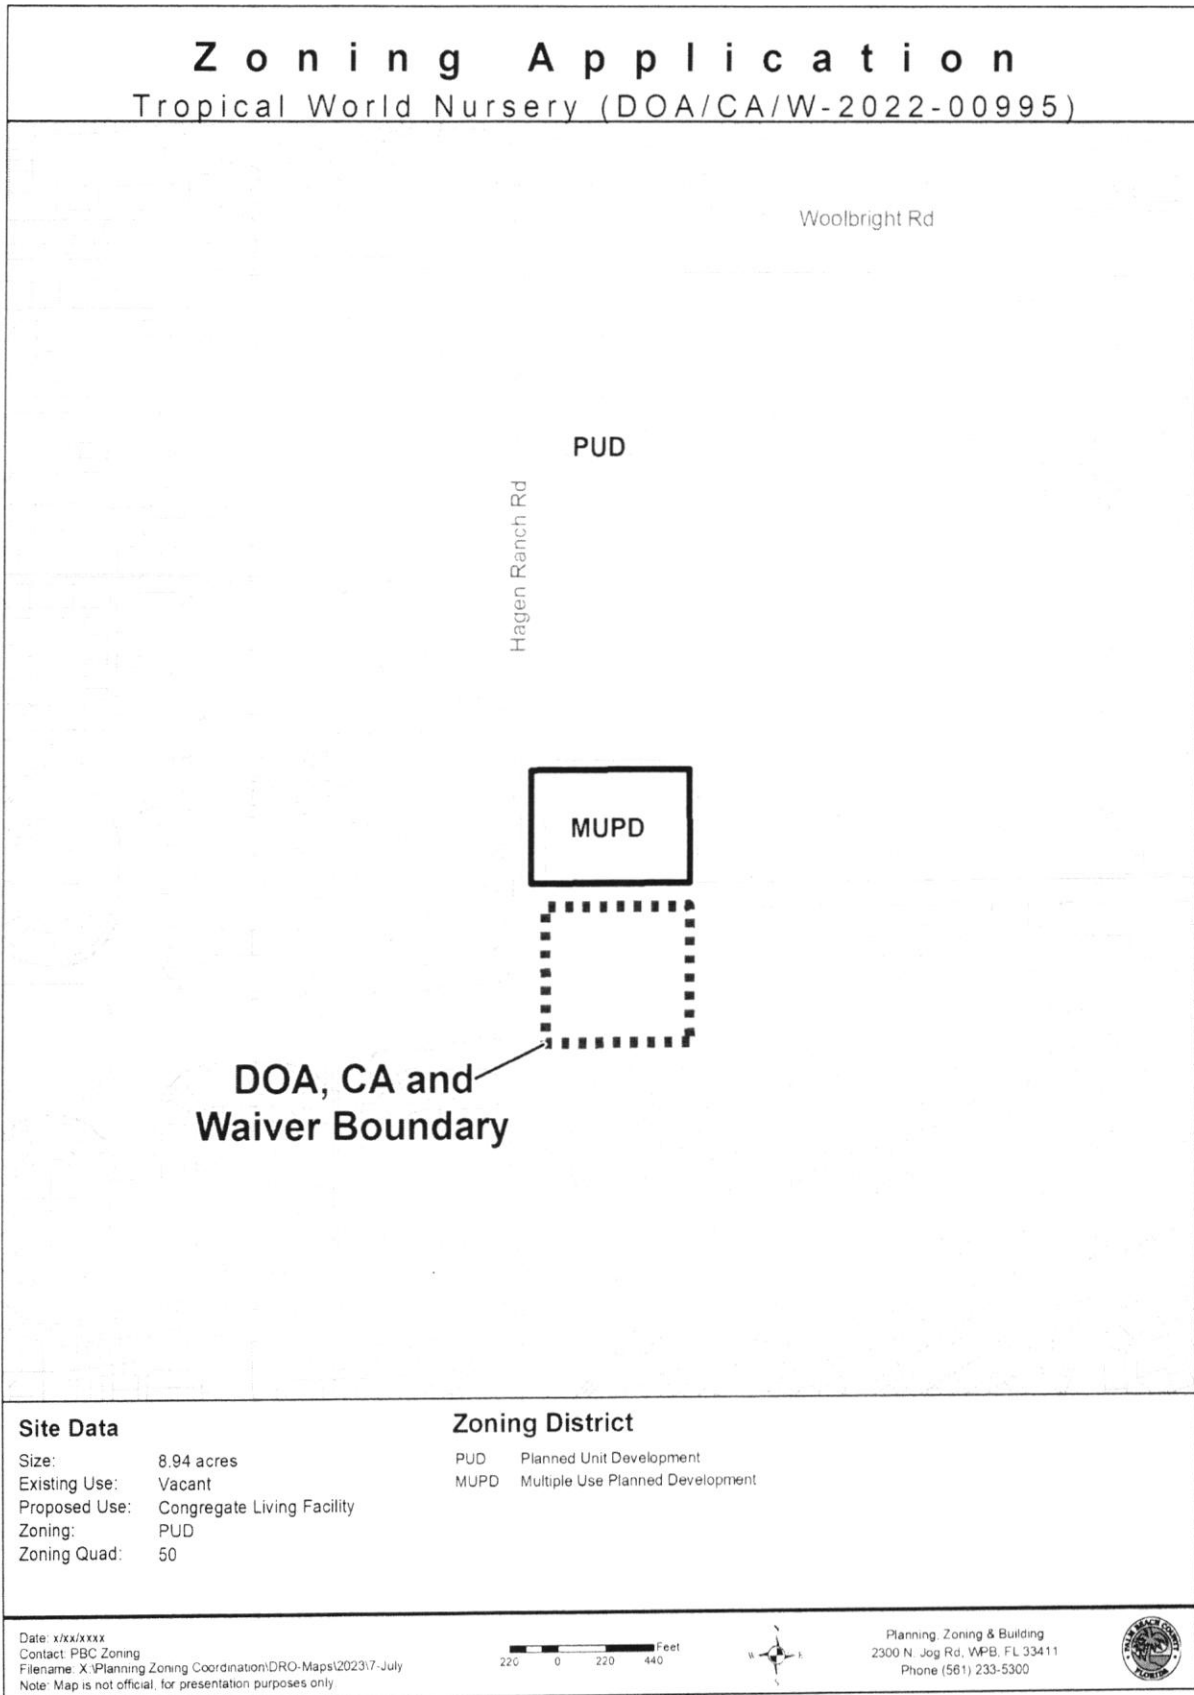 Zoning Application
Tropical World Nursery (DOA/CA/W-2022-00995)
Woolbright Rd
PUD
Hagen Ranch Rd
MUPD
DOA, CA and
Waiver Boundary
Site Data
Size: 8.94 acres
Existing Use: Vacant
Proposed Use: Congregate Living Facility
Zoning: PUD
Zoning Quad: 50
Zoning District
PUD Planned Unit Development
MUPD Multiple Use Planned Development
Date: x/xx/xxxx
Contact: PBC Zoning
Filename: X:\Planning Zoning Coordination\DRO-Maps\2023\7-July
Note: Map is not official, for presentation purposes only
Feet
220 0 220 440
W E
Planning, Zoning & Building
2300 N. Jog Rd, WPB, FL 33411
Phone (561) 233-5300
PALM BEACH COUNTY
FLORIDA